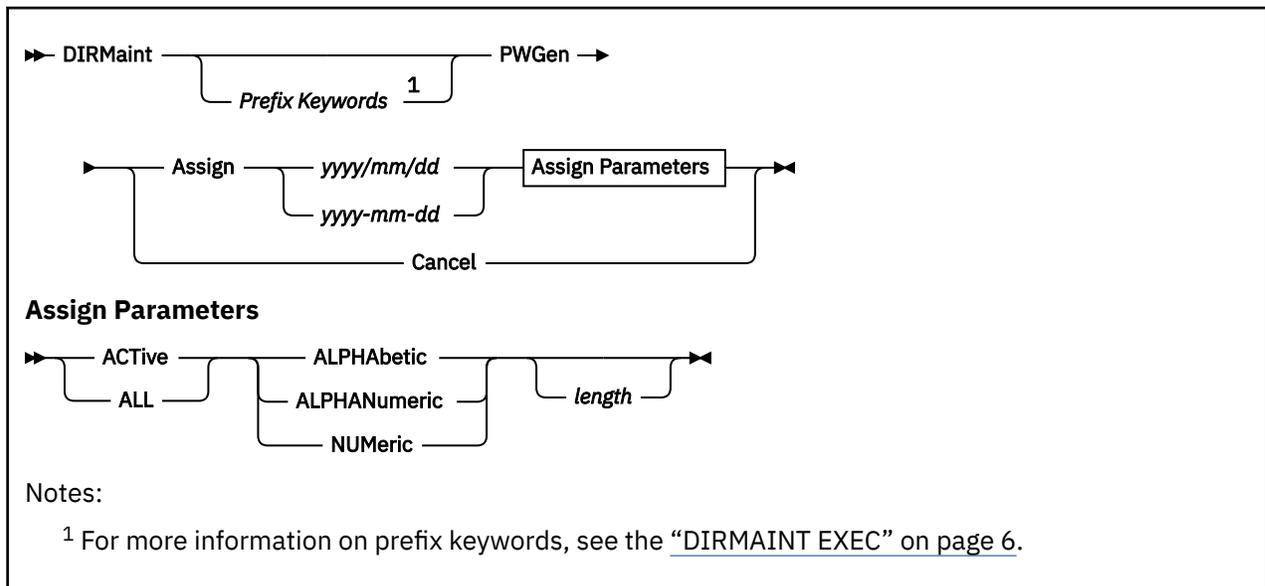 DIRMaint PWGen
Prefix Keywords 1
Assign yyyy/mm/dd Assign Parameters
yyyy-mm-dd
Cancel
Assign Parameters
ACTive ALPHAbetic
ALL ALPHANumeric length
NUMeric
Notes:
1 For more information on prefix keywords, see the “DIRMAINT EXEC” on page 6.